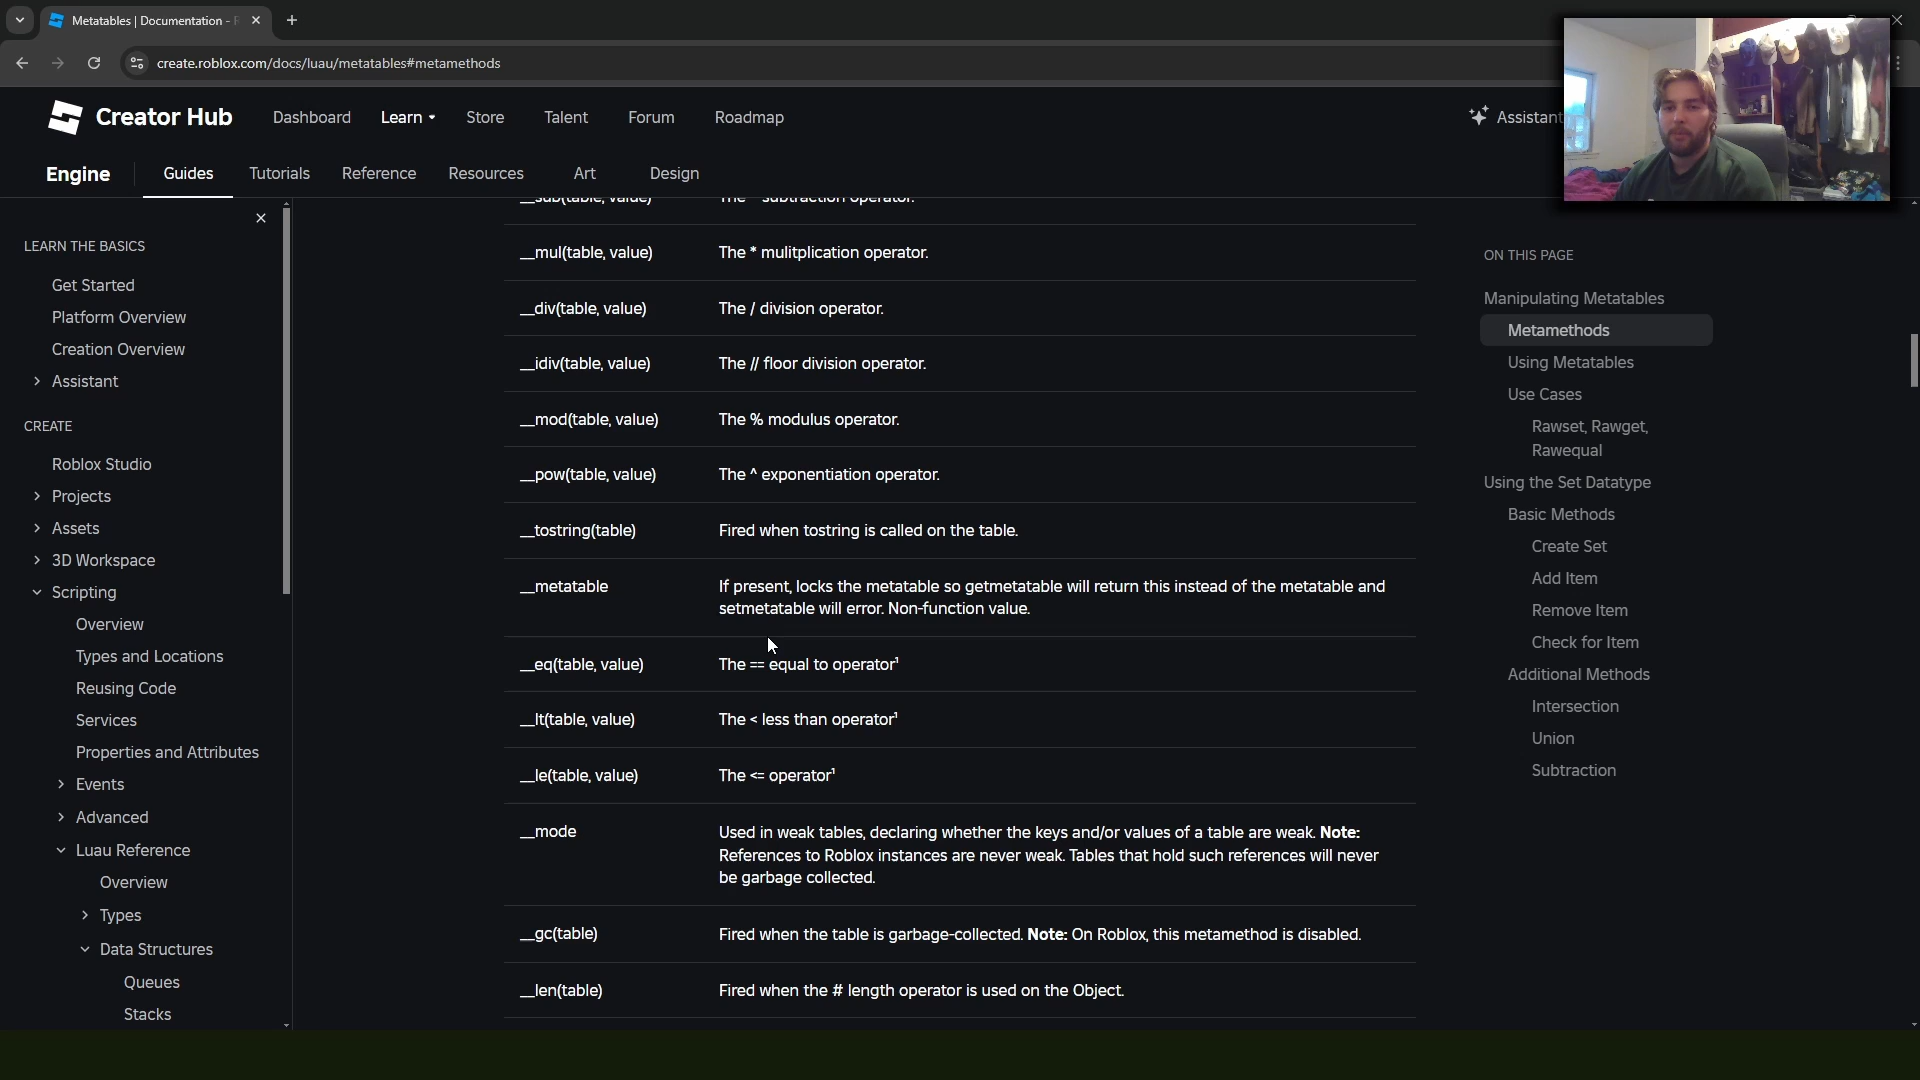 Metatables | Documentation -
create.roblox.com/docs/luau/metatables#metamethods
Creator Hub
Dashboard
Learn
Store
Talent
Forum
Roadmap
Assistant
Engine
Guides
Tutorials
Reference
Resources
Art
Design
LEARN THE BASICS
Get Started
Platform Overview
Creation Overview
Assistant
CREATE
Roblox Studio
Projects
Assets
3D Workspace
Scripting
Overview
Types and Locations
Reusing Code
Services
Properties and Attributes
Events
Advanced
Luau Reference
Overview
Types
Data Structures
Queues
Stacks
__sub(table, value) The - subtraction operator.
__mul(table, value) The * mulitplication operator.
__div(table, value) The / division operator.
__idiv(table, value) The // floor division operator.
__mod(table, value) The % modulus operator.
__pow(table, value) The ^ exponentiation operator.
__tostring(table) Fired when tostring is called on the table.
__metatable If present, locks the metatable so getmetatable will return this instead of the metatable and
setmetatable will error. Non-function value.
__eq(table, value) The == equal to operator¹
__lt(table, value) The < less than operator¹
__le(table, value) The <= operator¹
__mode Used in weak tables, declaring whether the keys and/or values of a table are weak. Note:
References to Roblox instances are never weak. Tables that hold such references will never
be garbage collected.
__gc(table) Fired when the table is garbage-collected. Note: On Roblox, this metamethod is disabled.
__len(table) Fired when the # length operator is used on the Object.
ON THIS PAGE
Manipulating Metatables
Metamethods
Using Metatables
Use Cases
Rawset, Rawget,
Rawequal
Using the Set Datatype
Basic Methods
Create Set
Add Item
Remove Item
Check for Item
Additional Methods
Intersection
Union
Subtraction